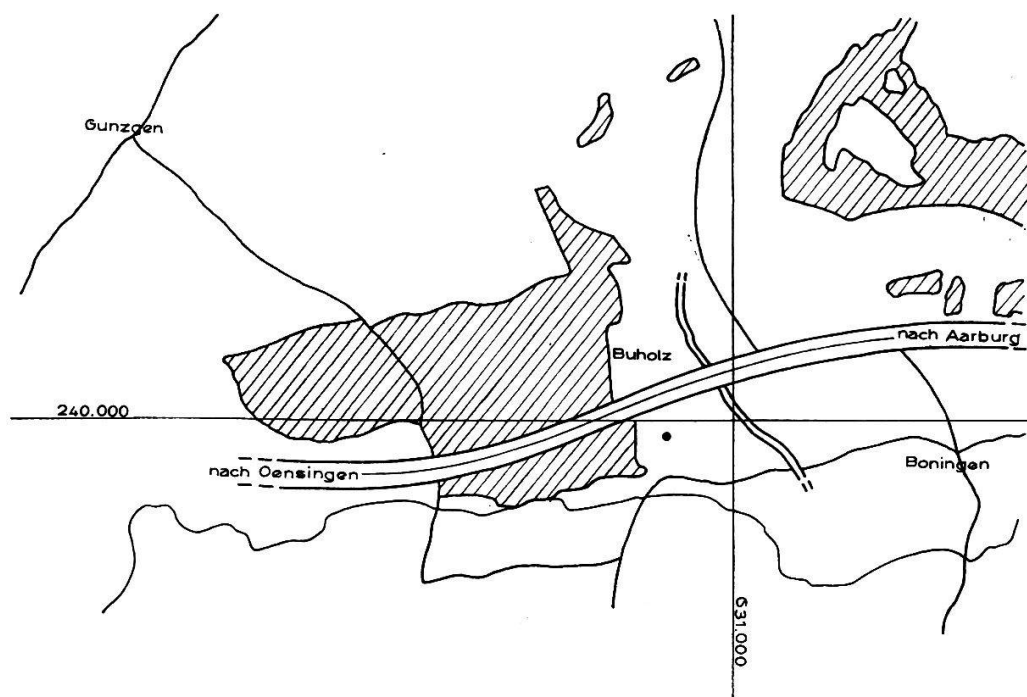 Gunzgen
nach Aarburg
Buholz
240.000
nach Oensingen
Boningen
631.000